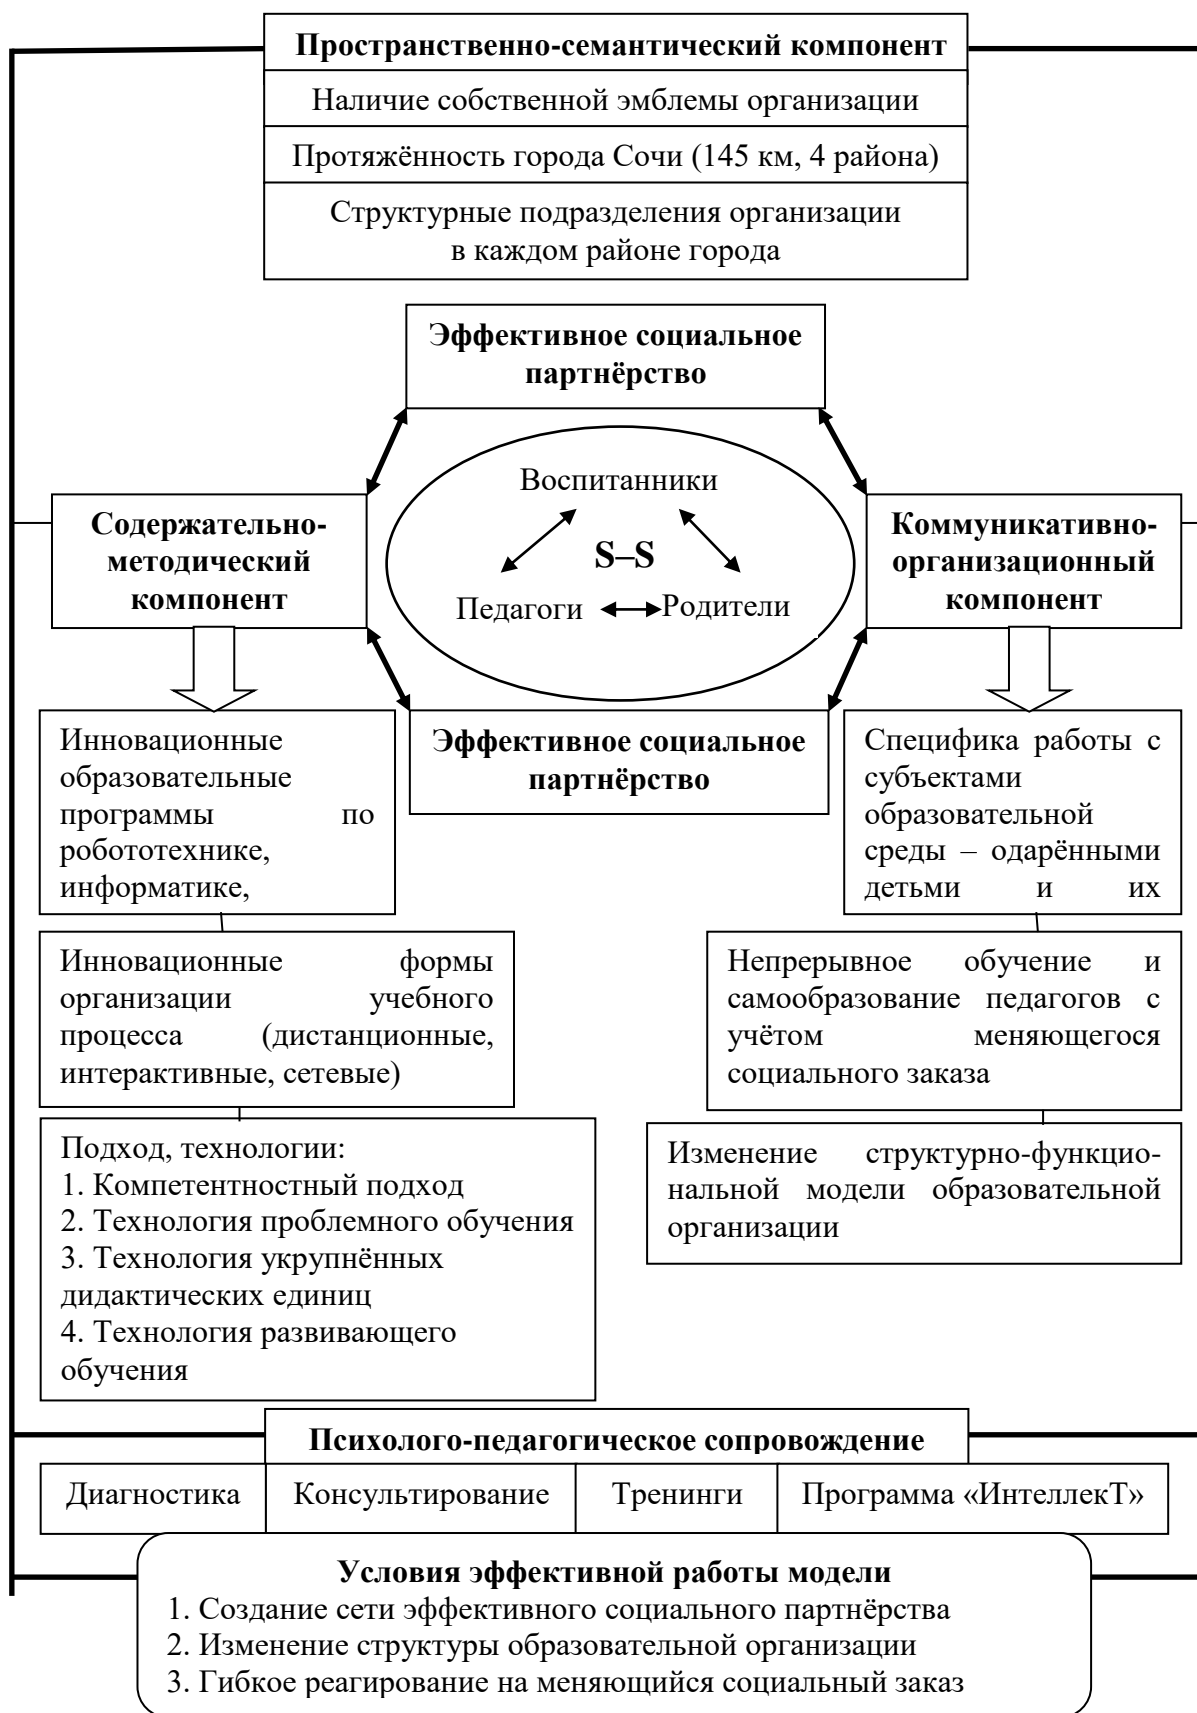 Пространственно-семантический компонент
Наличие собственной эмблемы организации
Протяжённость города Сочи (145 км, 4 района)
Структурные подразделения организации
в каждом районе города
Эффективное социальное
партнёрство
Воспитанники
S–S
Педагоги
Родители
Содержательно-
методический
компонент
Коммуникативно-
организационный
компонент
Эффективное социальное
партнёрство
Инновационные
образовательные
программы по
робототехнике,
информатике,
Инновационные формы
организации учебного
процесса (дистанционные,
интерактивные, сетевые)
Подход, технологии:
1. Компетентностный подход
2. Технология проблемного обучения
3. Технология укрупнённых
дидактических единиц
4. Технология развивающего
обучения
Специфика работы с
субъектами
образовательной
среды – одарёнными
детьми и их
Непрерывное обучение и
самообразование педагогов с
учётом меняющегося
социального заказа
Изменение структурно-функцио-
нальной модели образовательной
организации
Психолого-педагогическое сопровождение
Диагностика
Консультирование
Тренинги
Программа «ИнтеллекТ»
Условия эффективной работы модели
1. Создание сети эффективного социального партнёрства
2. Изменение структуры образовательной организации
3. Гибкое реагирование на меняющийся социальный заказ